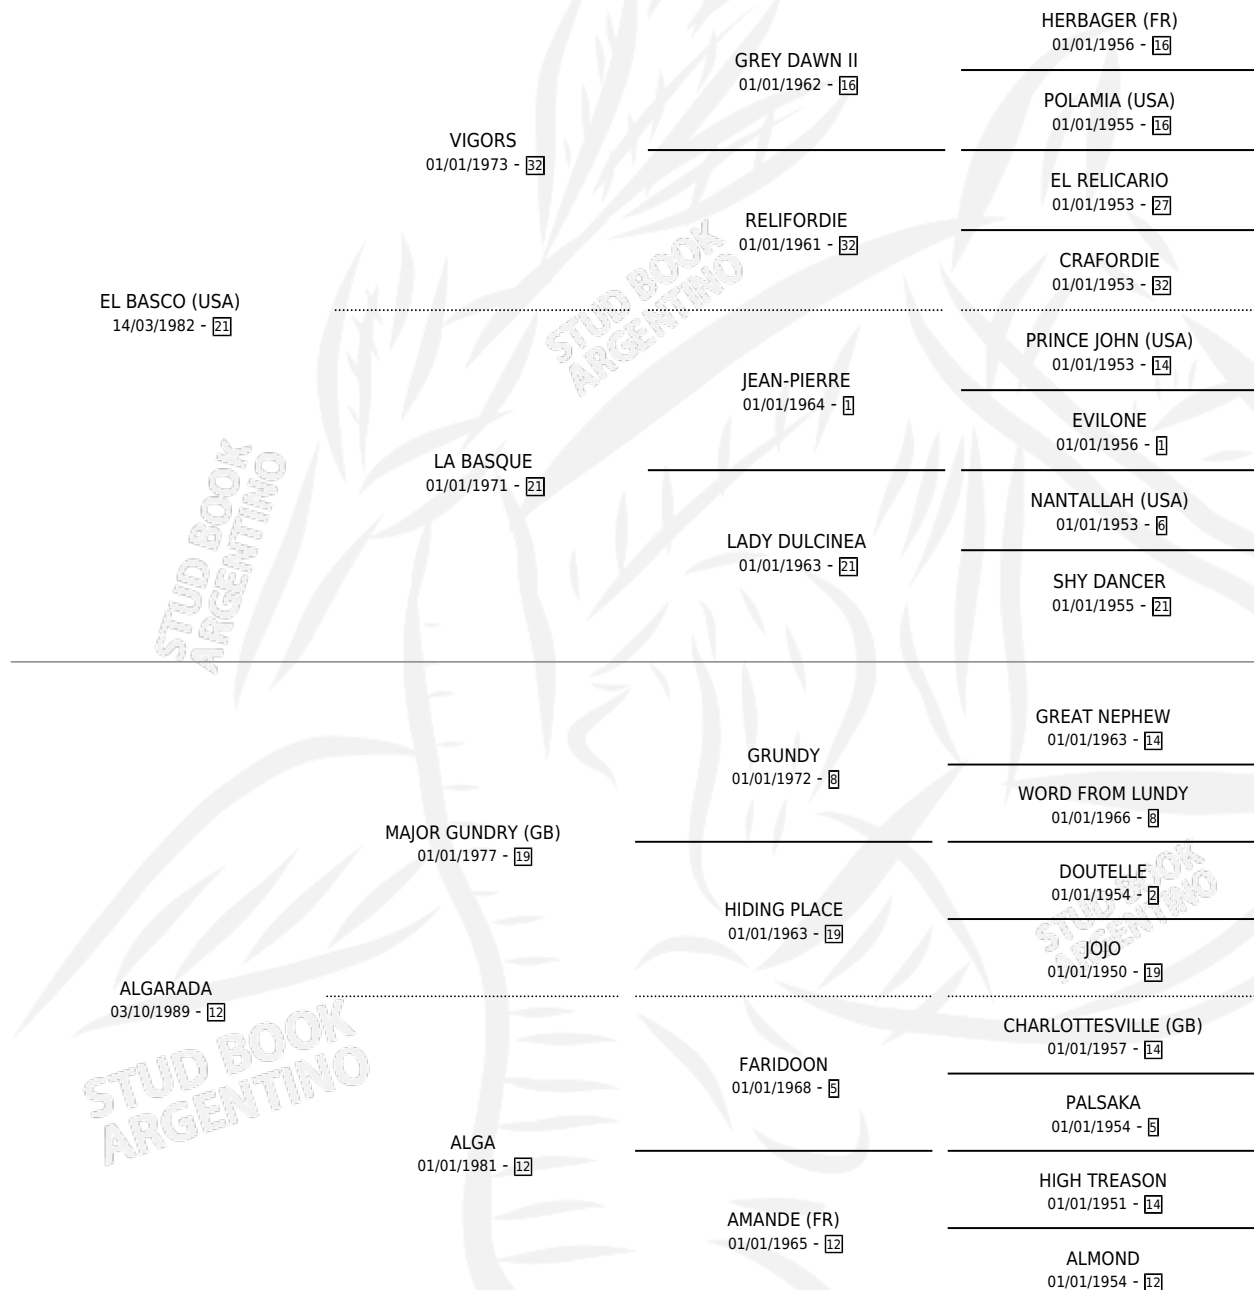 HERBAGER (FR)
01/01/1956 - 16
GREY DAWN II
01/01/1962 - 16
POLAMIA (USA)
01/01/1955 - 16
VIGORS
01/01/1973 - 32
EL RELICARIO
01/01/1953 - 27
RELIFORDIE
01/01/1961 - 32
CRAFORDIE
01/01/1953 - 32
EL BASCO (USA)
14/03/1982 - 21
STUD BOOK
ARGENTINO
PRINCE JOHN (USA)
01/01/1953 - 14
JEAN-PIERRE
01/01/1964 - 1
EVILONE
01/01/1956 - 1
LA BASQUE
01/01/1971 - 21
NANTALLAH (USA)
01/01/1953 - 6
LADY DULCINEA
01/01/1963 - 21
SHY DANCER
01/01/1955 - 21
STUD BOOK
ARGENTINO
GREAT NEPHEW
01/01/1963 - 14
GRUNDY
01/01/1972 - 8
WORD FROM LUNDY
01/01/1966 - 8
MAJOR GUNDRY (GB)
01/01/1977 - 19
DOUTELLE
01/01/1954 - 2
HIDING PLACE
01/01/1963 - 19
STUD BOOK
ARGENTINO
JOJO
01/01/1950 - 19
ALGARADA
03/10/1989 - 12
CHARLOTTESVILLE (GB)
01/01/1957 - 14
FARIDOON
01/01/1968 - 5
STUD BOOK
ARGENTINO
PALSAKA
01/01/1954 - 5
ALGA
01/01/1981 - 12
HIGH TREASON
01/01/1951 - 14
AMANDE (FR)
01/01/1965 - 12
ALMOND
01/01/1954 - 12